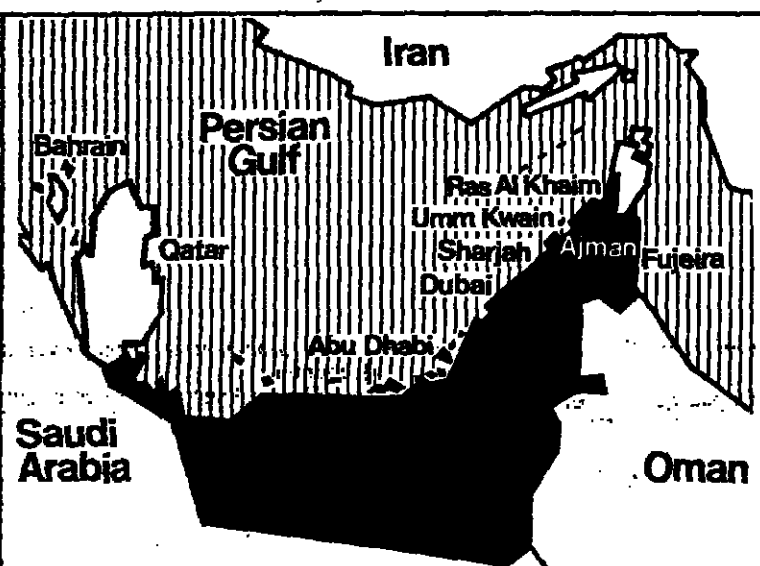 Iran
Persian
Gulf
Bahrain
Ras Al Khaim
Umm Kwain
Qatar
Sharjah
Ajman
Fujeira
Dubai
Abu Dhabi
Saudi
Arabia
Oman